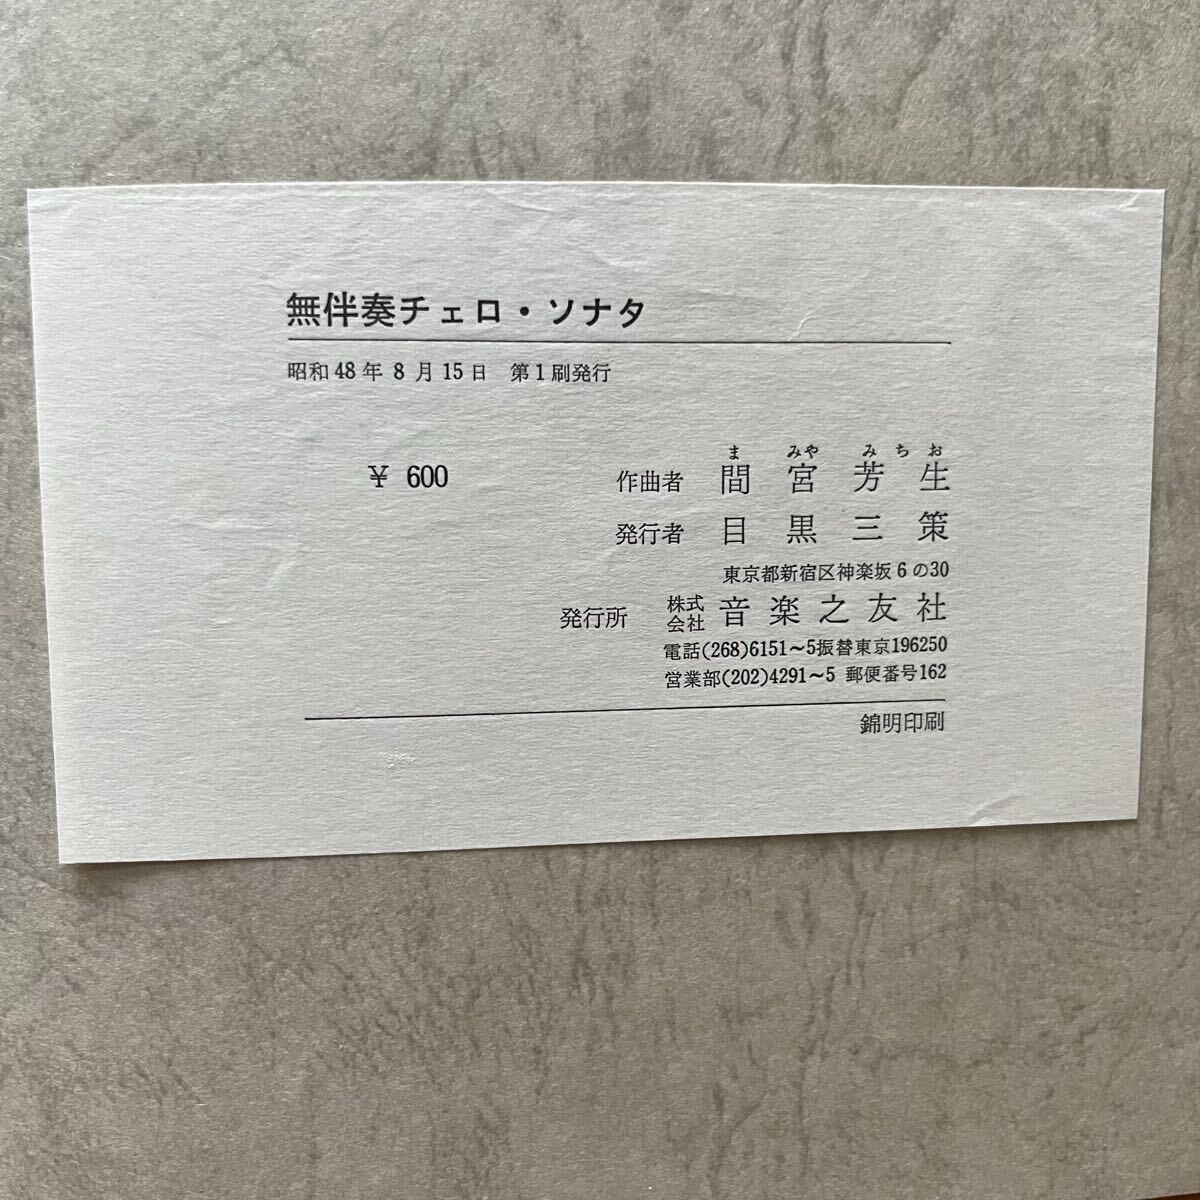 無伴奏チェロ・ソナタ
昭和48年 8月15日 第1刷発行
¥ 600
ま みや みちお
作曲者 間宮芳生
発行者 目黒三策
東京都新宿区神楽坂6の30
発行所 株式会社 音楽之友社
電話(268)6151〜5振替東京196250
営業部(202)4291〜5 郵便番号162
錦明印刷